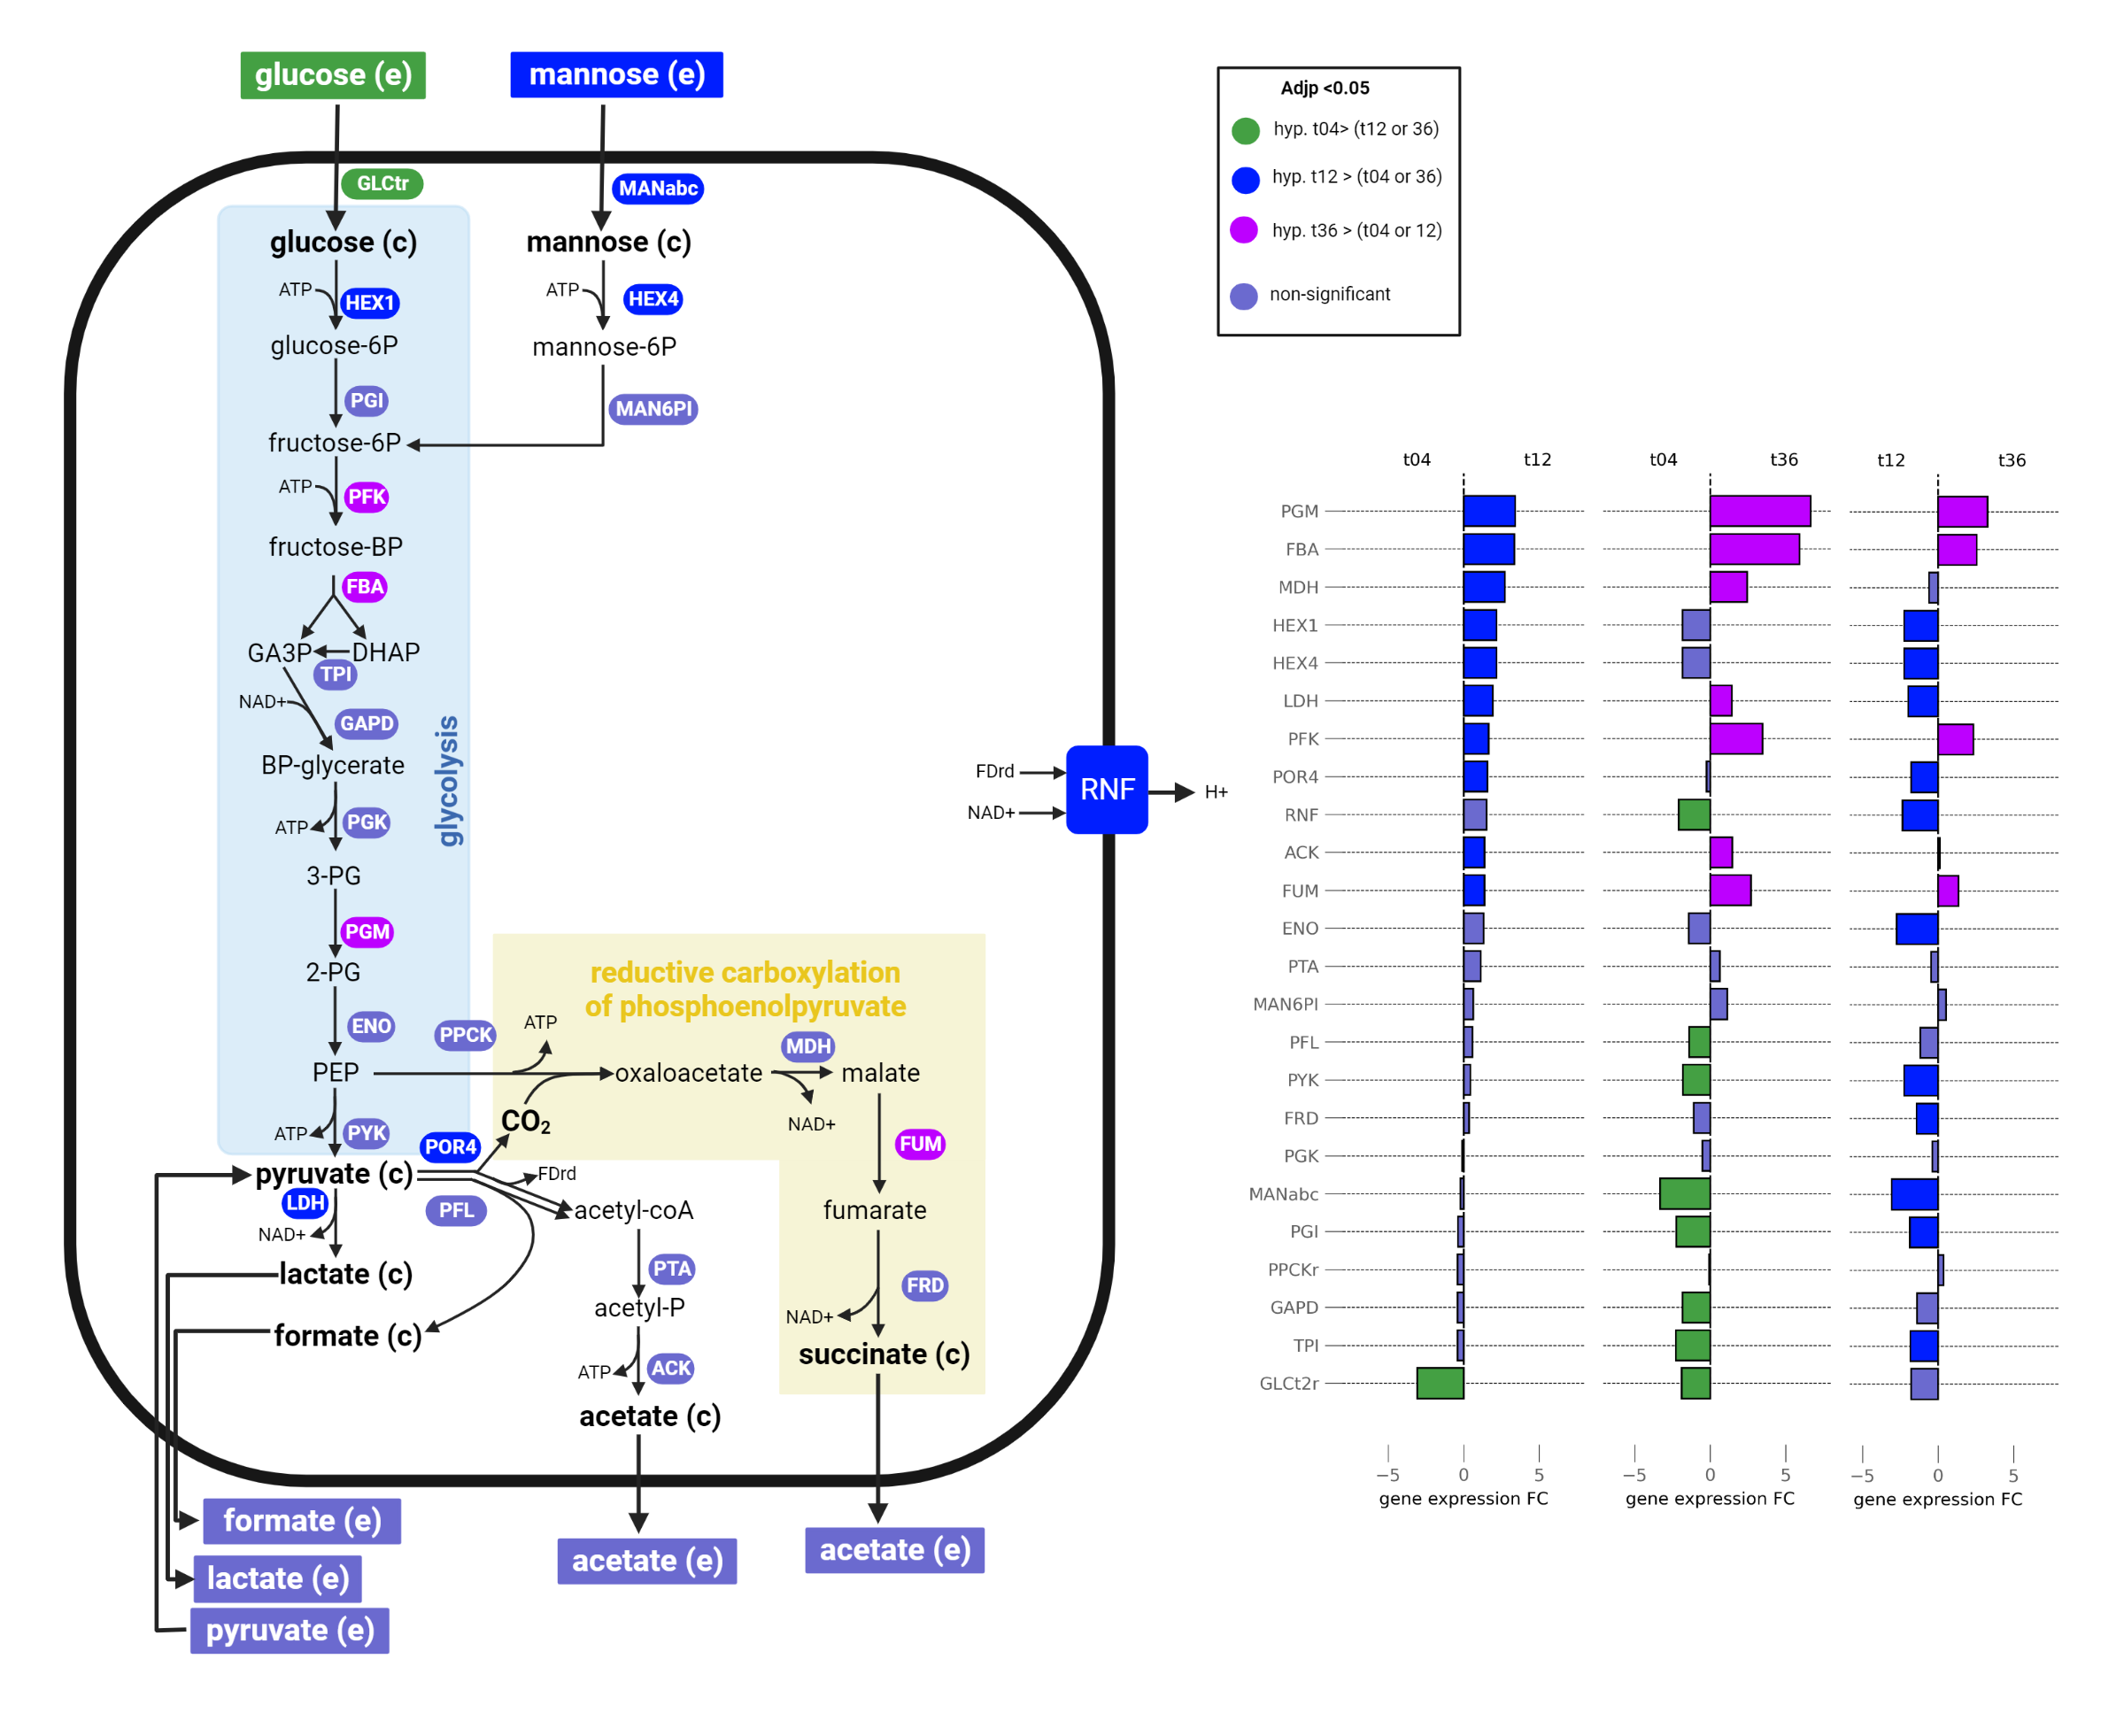 glucose (e)
mannose (e)
GLCtr
MANabc
glucose (c)
mannose (c)
ATP
HEX1
ATP
HEX4
glucose-6P
mannose-6P
PGI
MAN6PI
fructose-6P
ATP
PFK
fructose-BP
FBA
GA3P
DHAP
TPI
NAD+
GAPD
glycolysis
BP-glycerate
ATP
PGK
3-PG
PGM
2-PG
ENO
PEP
ATP
PYK
PPCK
reductive carboxylation
of phosphoenolpyruvate
ATP
oxaloacetate
MDH
malate
NAD+
CO2
FUM
fumarate
FRD
NAD+
succinate (c)
pyruvate (c)
POR4
FDrd
LDH
PFL
acetyl-coA
NAD+
lactate (c)
PTA
acetyl-P
formate (c)
ATP
ACK
acetate (c)
formate (e)
lactate (e)
pyruvate (e)
acetate (e)
acetate (e)
FDrd
NAD+
RNF
H+
Adjp <0.05
hyp. t04> (t12 or 36)
hyp. t12 > (t04 or 36)
hyp. t36 > (t04 or 12)
non-significant
t04 t12 t04 t36 t12 t36
PGM
FBA
MDH
HEX1
HEX4
LDH
PFK
POR4
RNF
ACK
FUM
ENO
PTA
MAN6PI
PFL
PYK
FRD
PGK
MANabc
PGI
PPCKr
GAPD
TPI
GLCt2r
−5 0 5 −5 0 5 −5 0 5
gene expression FC gene expression FC gene expression FC